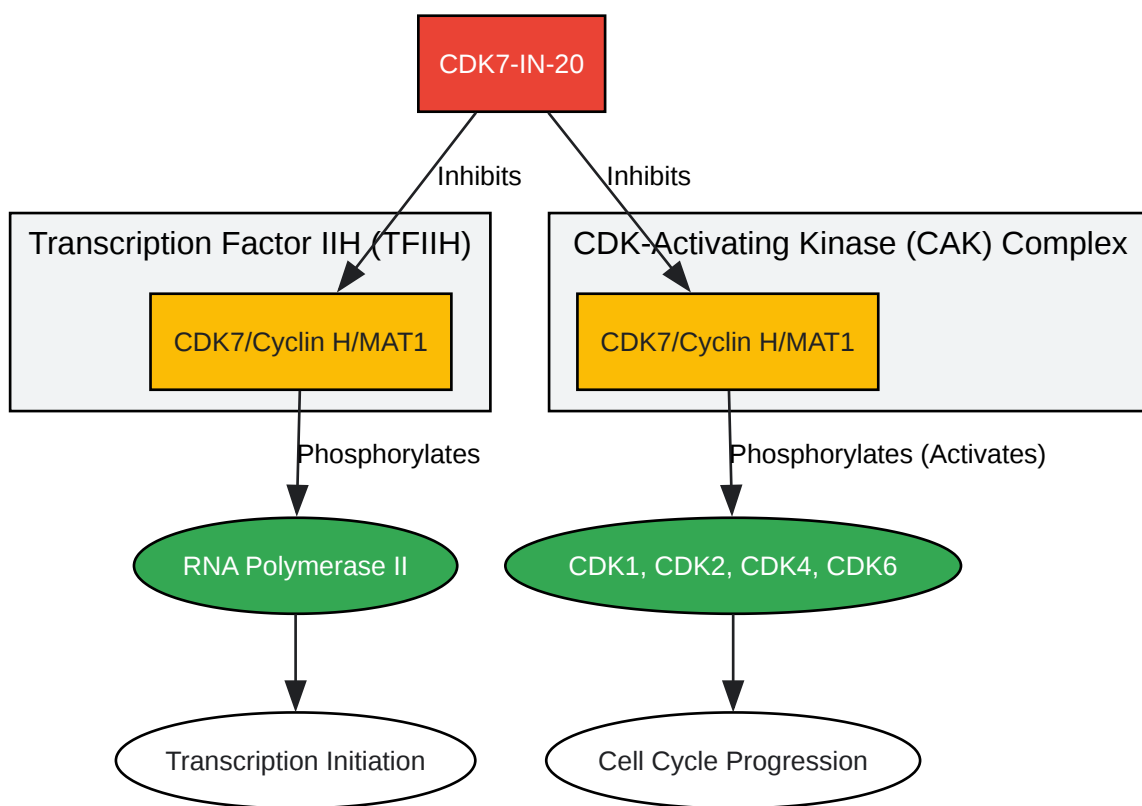 CDK7-IN-20
Inhibits
Inhibits
Transcription Factor IIH (TFIIH)
CDK-Activating Kinase (CAK) Complex
CDK7/Cyclin H/MAT1
CDK7/Cyclin H/MAT1
Phosphorylates
Phosphorylates (Activates)
RNA Polymerase II
CDK1, CDK2, CDK4, CDK6
Transcription Initiation
Cell Cycle Progression